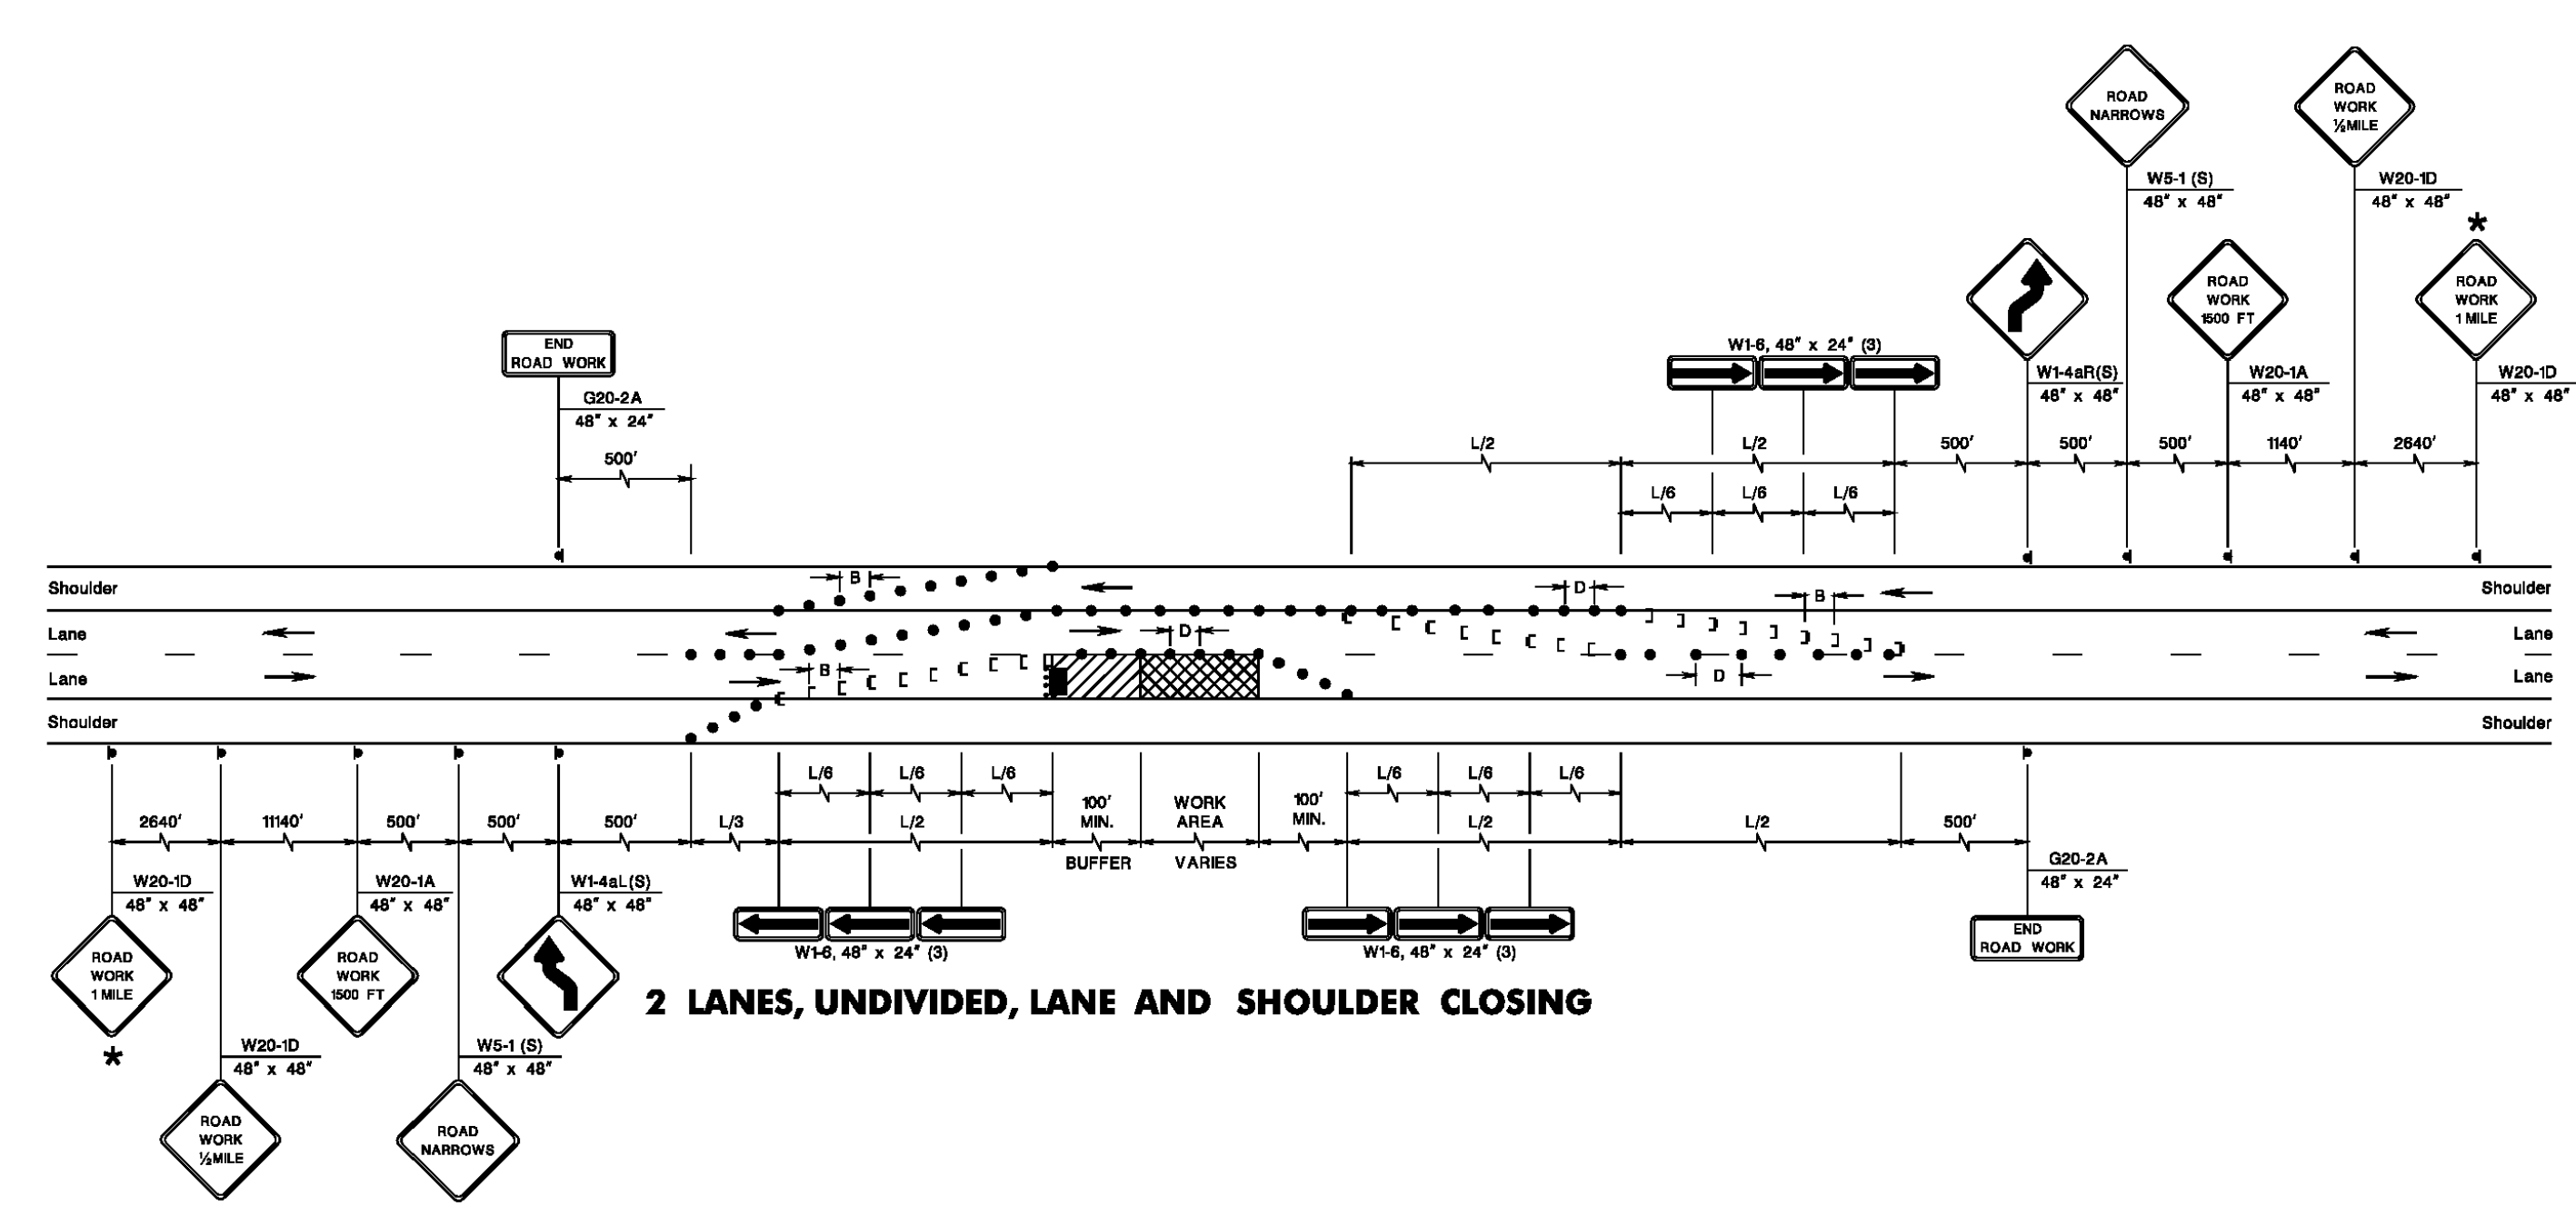 ROAD
NARROWS
W5-1 (S)
48" x 48"
ROAD
WORK
½ MILE
W20-1D
48" x 48"
*
W1-4aR(S)
48" x 48"
ROAD
WORK
1500 FT
W20-1A
48" x 48"
ROAD
WORK
1 MILE
W20-1D
48" x 48"
END
ROAD WORK
G20-2A
48" x 24"
500'
W1-6, 48" x 24" (3)
L/2
L/2
500'
500'
500'
1140'
2640'
L/6
L/6
L/6
Shoulder
B
D
B
Shoulder
Lane
D
Lane
Lane
B
D
Lane
Shoulder
Shoulder
L/6
L/6
L/6
L/6
L/6
L/6
2640'
11140'
500'
500'
500'
L/3
L/2
100'
MIN.
BUFFER
WORK
AREA
VARIES
100'
MIN.
L/2
L/2
500'
W20-1D
48" x 48"
ROAD
WORK
1 MILE
*
W20-1A
48" x 48"
ROAD
WORK
1500 FT
W1-4aL(S)
48" x 48"
W1-6, 48" x 24" (3)
W1-6, 48" x 24" (3)
G20-2A
48" x 24"
END
ROAD WORK
2 LANES, UNDIVIDED, LANE AND SHOULDER CLOSING
W20-1D
48" x 48"
ROAD
WORK
½ MILE
W5-1 (S)
48" x 48"
ROAD
NARROWS